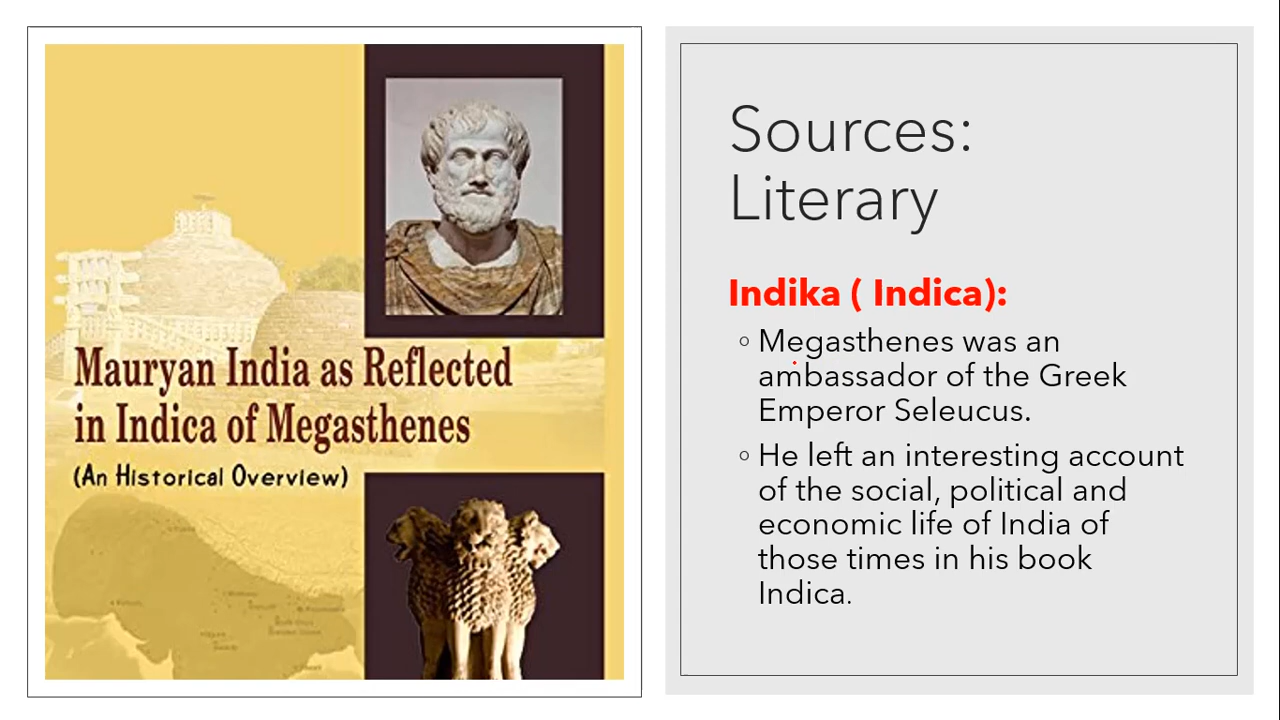 Mauryan India as Reflected
in Indica of Megasthenes
(An Historical Overview)
Sources:
Literary
Indika ( Indica):
◦ Megasthenes was an
ambassador of the Greek
Emperor Seleucus.
◦ He left an interesting account
of the social, political and
economic life of India of
those times in his book
Indica.